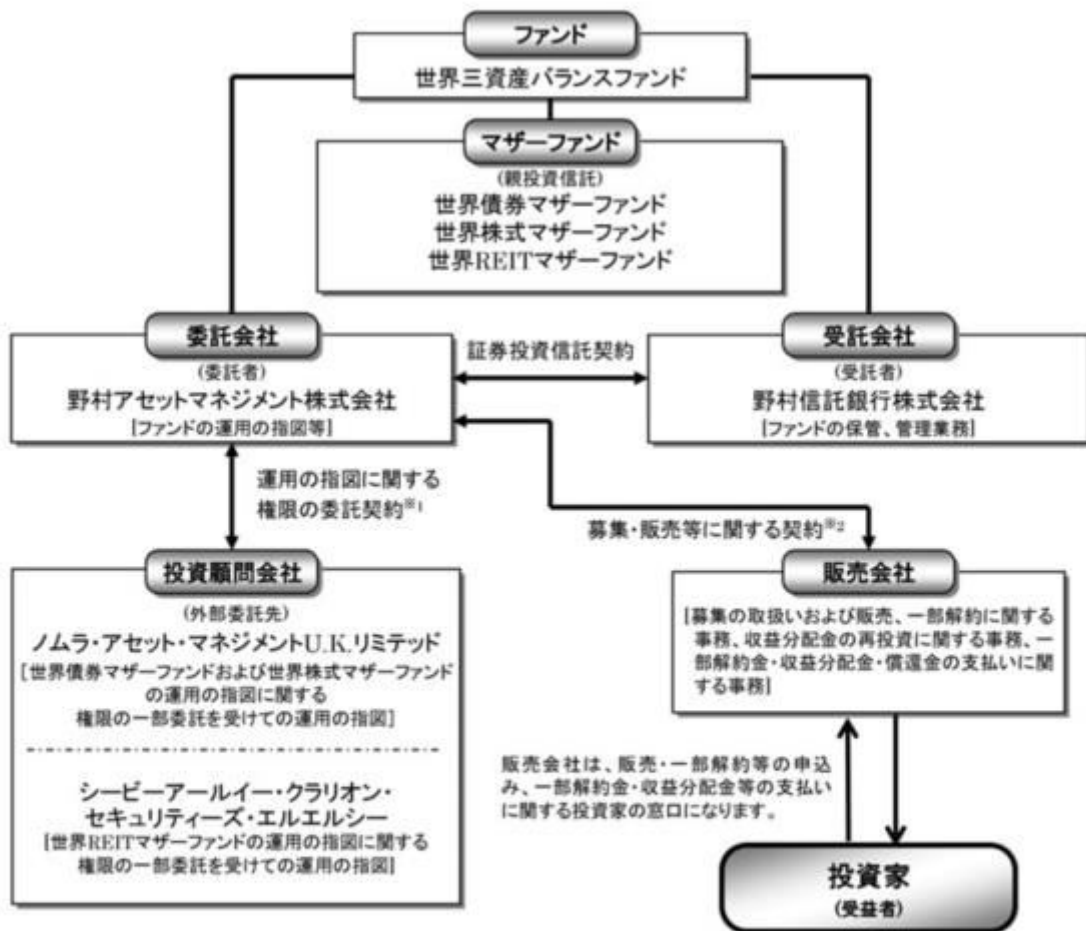 ファンド
世界三資産バランスファンド
マザーファンド
(親投資信託)
世界債券マザーファンド
世界株式マザーファンド
世界REITマザーファンド
委託会社
(委託者)
野村アセットマネジメント株式会社
[ファンドの運用の指図等]
証券投資信託契約
受託会社
(受託者)
野村信託銀行株式会社
[ファンドの保管、管理業務]
運用の指図に関する
権限の委託契約※1
募集・販売等に関する契約※2
投資顧問会社
(外部委託先)
ノムラ・アセット・マネジメントU.K.リミテッド
[世界債券マザーファンドおよび世界株式マザーファンド
の運用の指図に関する
権限の一部委託を受けての運用の指図]
シービーアールイー・クラリオン・
セキュリティーズ・エルエルシー
[世界REITマザーファンドの運用の指図に関する
権限の一部委託を受けての運用の指図]
販売会社
[募集の取扱いおよび販売、一部解約に関する
事務、収益分配金の再投資に関する事務、一
部解約金・収益分配金・償還金の支払いに関
する事務]
販売会社は、販売・一部解約等の申込
み、一部解約金・収益分配金等の支払い
に関する投資家の窓口になります。
投資家
(受益者)